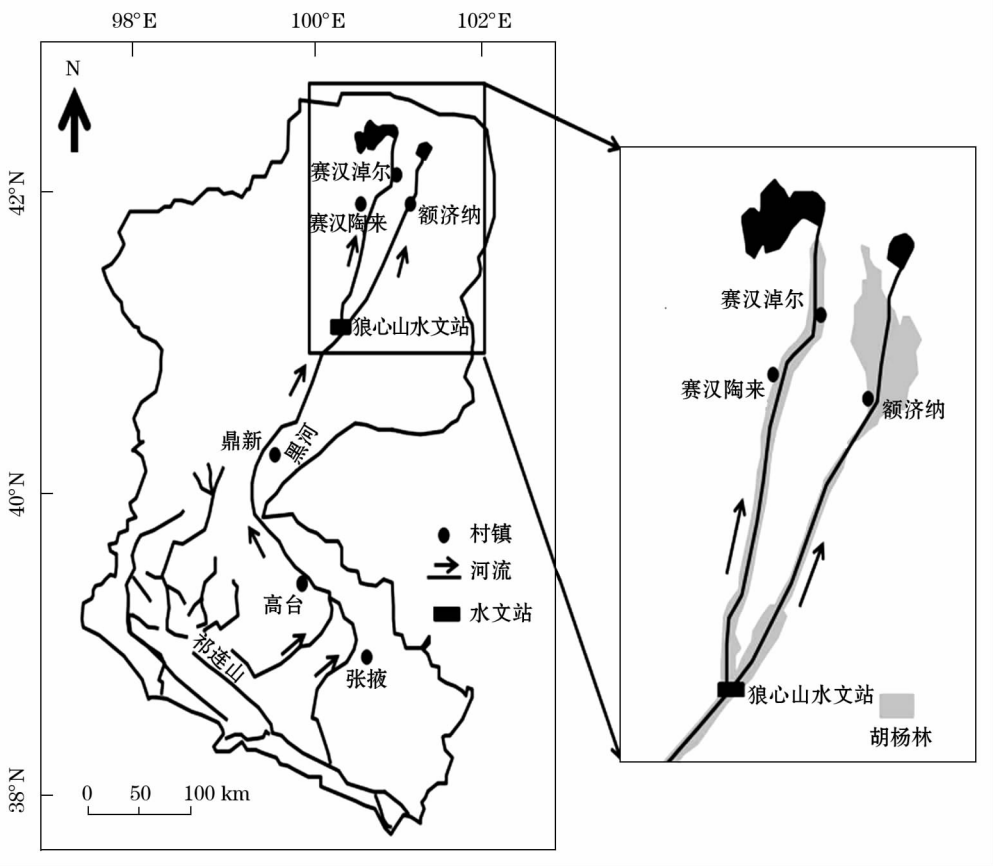 98°E 100°E 102°E
N
42°N
40°N
38°N
赛汉淖尔
赛汉陶来
额济纳
狼心山水文站
鼎新
黑河
高台
祁连山
张掖
村镇
河流
水文站
0 50 100 km
赛汉淖尔
赛汉陶来
额济纳
狼心山水文站
胡杨林